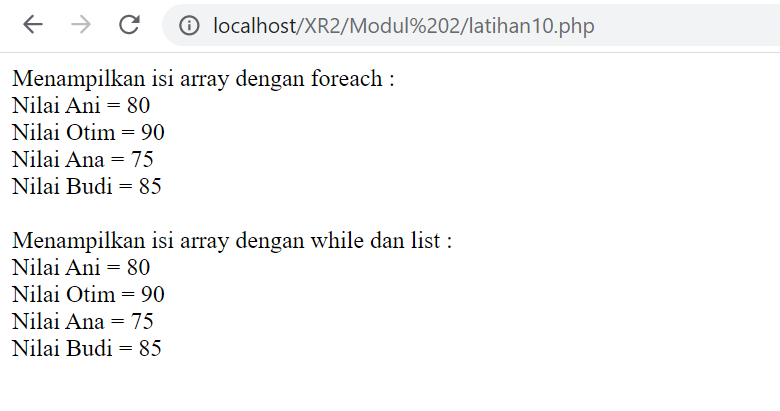 localhost/XR2/Modul%202/latihan10.php
Menampilkan isi array dengan foreach :
Nilai Ani = 80
Nilai Otim = 90
Nilai Ana = 75
Nilai Budi = 85
Menampilkan isi array dengan while dan list :
Nilai Ani = 80
Nilai Otim = 90
Nilai Ana = 75
Nilai Budi = 85